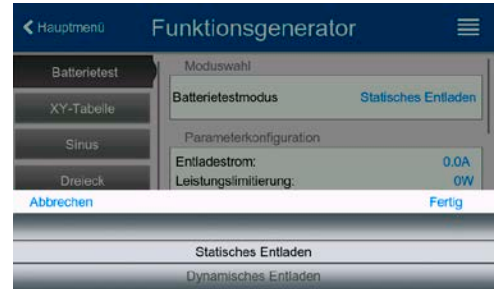 Hauptmenü
Funktionsgenerator
Batterietest
Moduswahl
Batterietestmodus Statisches Entladen
XY-Tabelle
Parameterkonfiguration
Sinus
Entladestrom: 0.0A
Dreieck
Leistungslimitierung: 0W
Abbrechen Fertig
Statisches Entladen
Dynamisches Entladen